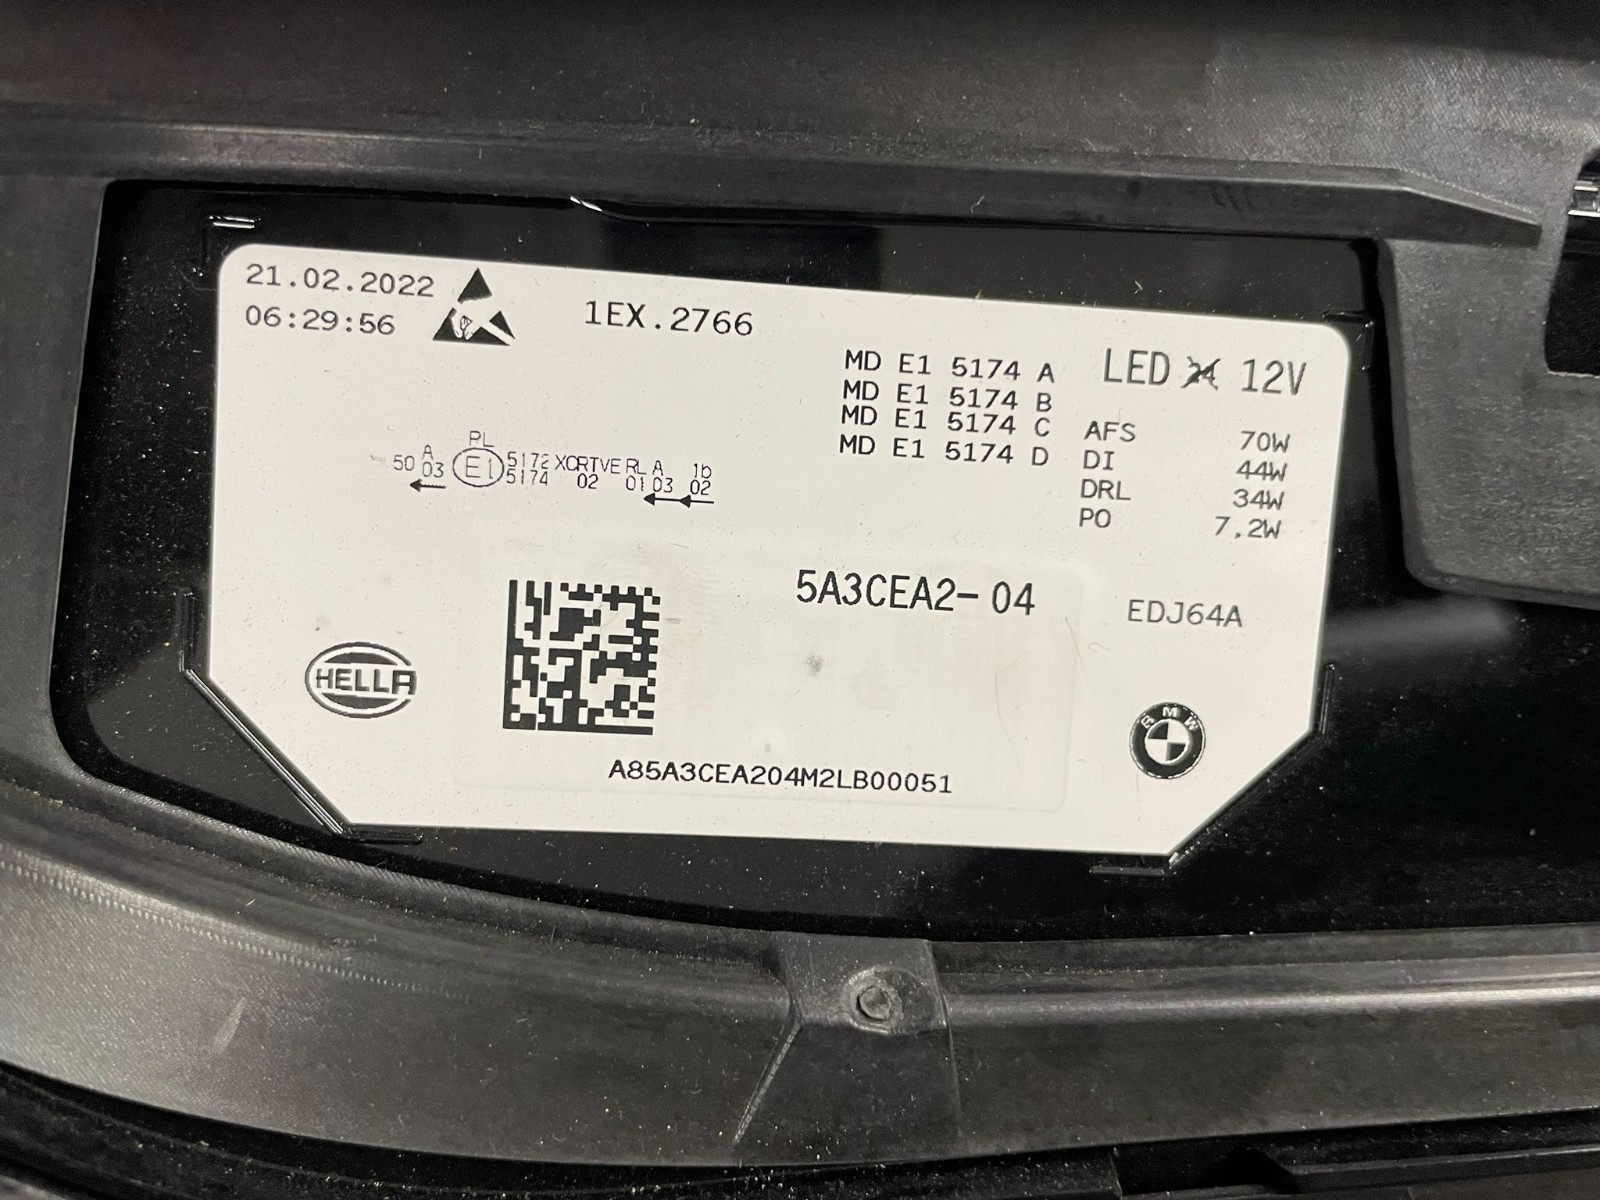 21.02.2022
06:29:56
1EX.2766
MD E1 5174 A
MD E1 5174 B
MD E1 5174 C
MD E1 5174 D
LED 12V
AFS 70W
DI 44W
DRL 34W
PO 7,2W
PL
50 A 03 E1 5172 XCRTVE RL A 1b
5174 02 01 03 02
5A3CEA2-04
EDJ64A
HELLA
BMW
A85A3CEA204M2LB00051